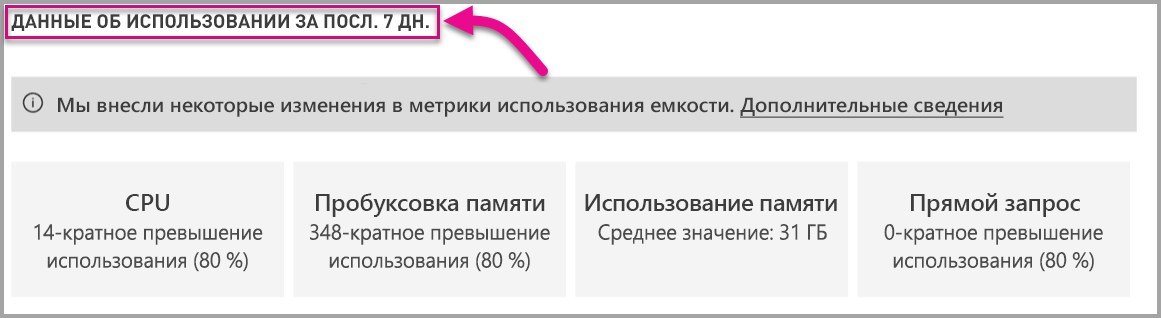 ДАННЫЕ ОБ ИСПОЛЬЗОВАНИИ ЗА ПОСЛ. 7 ДН.
Мы внесли некоторые изменения в метрики использования емкости. Дополнительные сведения
CPU
14-кратное превышение
использования (80 %)
Пробуксовка памяти
348-кратное превышение
использования (80 %)
Использование памяти
Среднее значение: 31 ГБ
Прямой запрос
0-кратное превышение
использования (80 %)